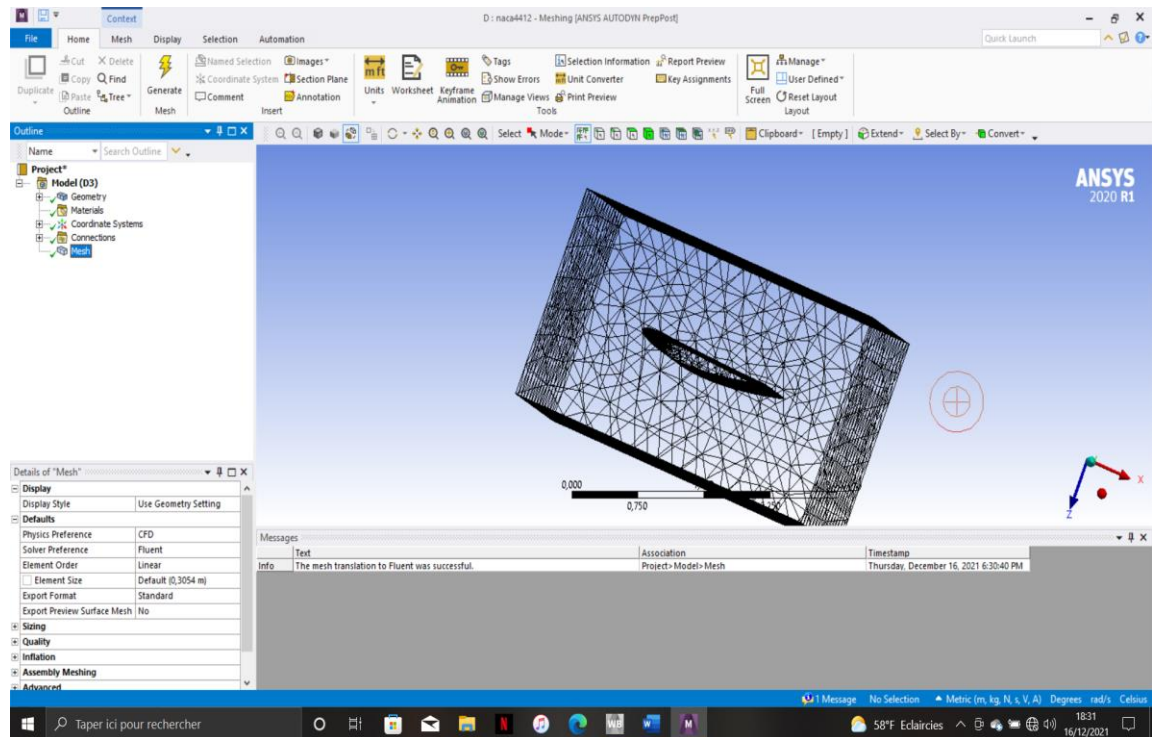 Context
D : naca4412 - Meshing [ANSYS AUTODYN PrepPost]
File Home Mesh Display Selection Automation
Quick Launch
Duplicate
Cut
Copy
Paste
Delete
Find
Tree
Outline
Generate
Mesh
Named Selection
Coordinate System
Comment
Images
Section Plane
Annotation
Insert
m ft
Units
Worksheet
Keyframe
Animation
Tags
Show Errors
Manage Views
Selection Information
Unit Converter
Print Preview
Report Preview
Key Assignments
Tools
Full
Screen
Manage
User Defined
Reset Layout
Layout
Outline
Select Mode Clipboard [Empty] Extend Select By Convert
Name Search Outline
Project*
Model (D3)
Geometry
Materials
Coordinate Systems
Connections
Mesh
ANSYS
2020 R1
0,000
0,750
X
Z
Details of "Mesh"
Display
Display Style Use Geometry Setting
Defaults
Physics Preference CFD
Solver Preference Fluent
Element Order Linear
Element Size Default (0,3054 m)
Export Format Standard
Export Preview Surface Mesh No
Sizing
Quality
Inflation
Assembly Meshing
Advanced
Messages
Text Association Timestamp
Info The mesh translation to Fluent was successful. Project>Model>Mesh Thursday, December 16, 2021 6:30:40 PM
1 Message No Selection Metric (m, kg, N, s, V, A) Degrees rad/s Celsius
Taper ici pour rechercher
N
WB
W
M
58°F Eclaircies
18:31
16/12/2021